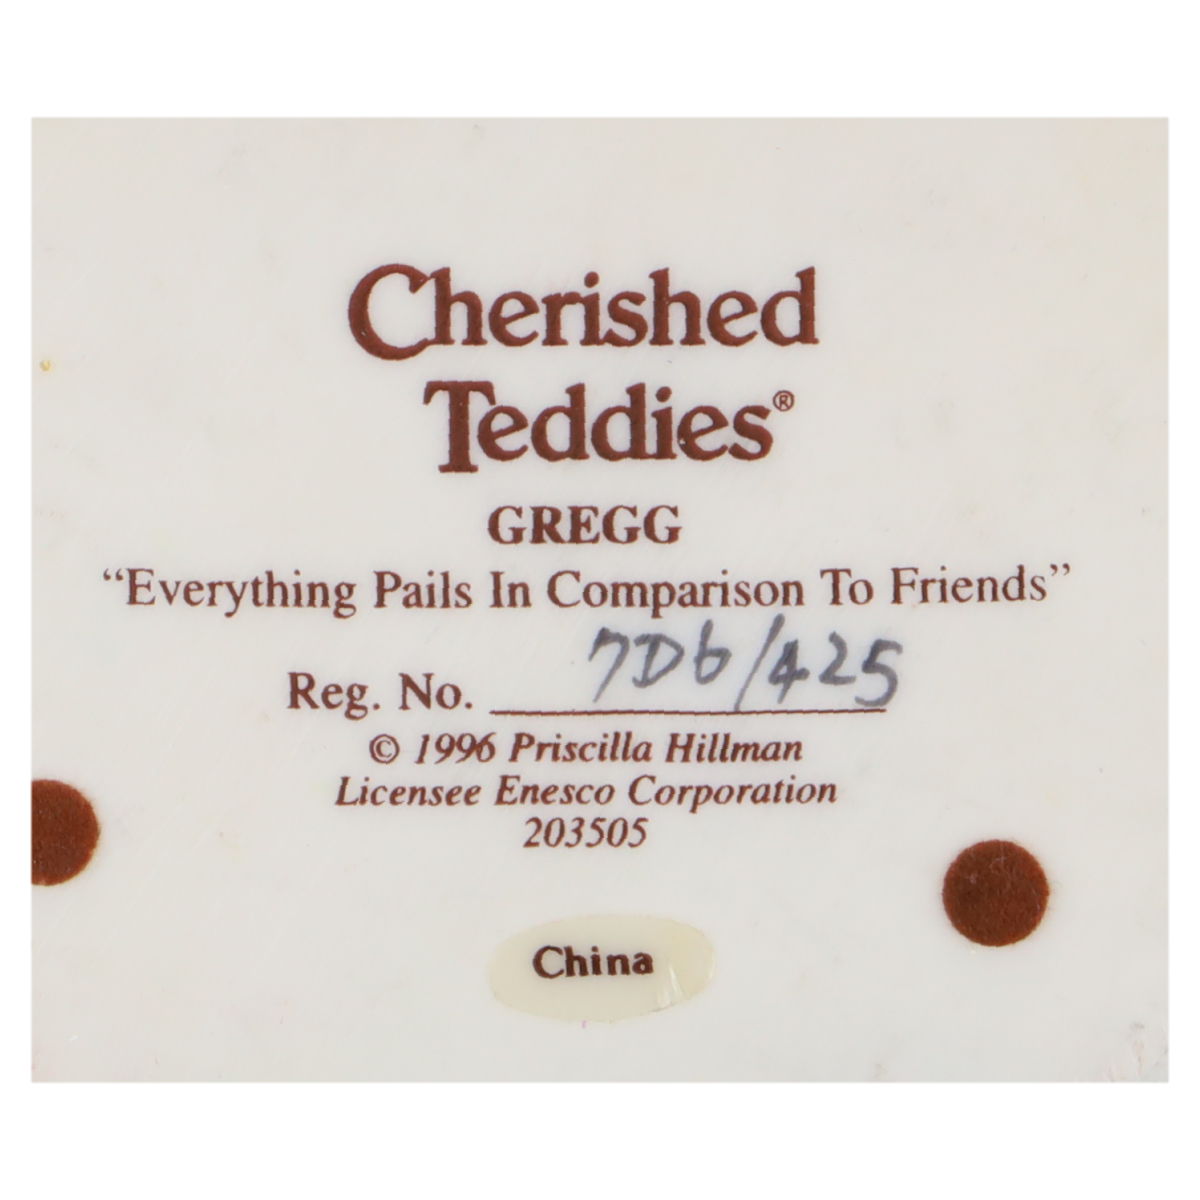 Cherished
Teddies®
GREGG
“Everything Pails In Comparison To Friends”
Reg. No. 7D6/425
© 1996 Priscilla Hillman
Licensee Enesco Corporation
203505
China